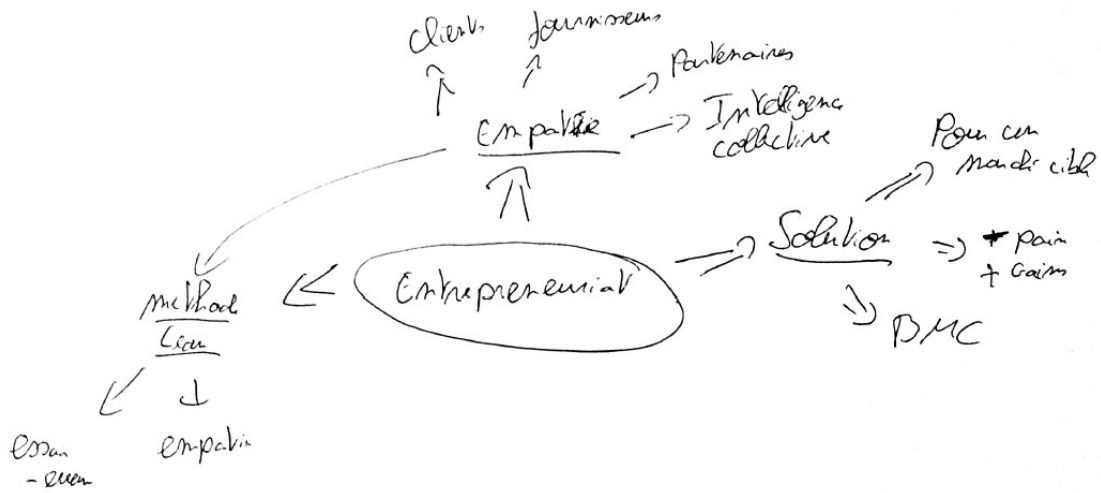 Clients
fournisseurs
Partenaires
Empathie
Intelligence
collective
Pour un
marché cible
Solution
+ pain
+ Gains
Entrepreneuriat
méthode
Lean
BMC
essai
- erreur
empathie